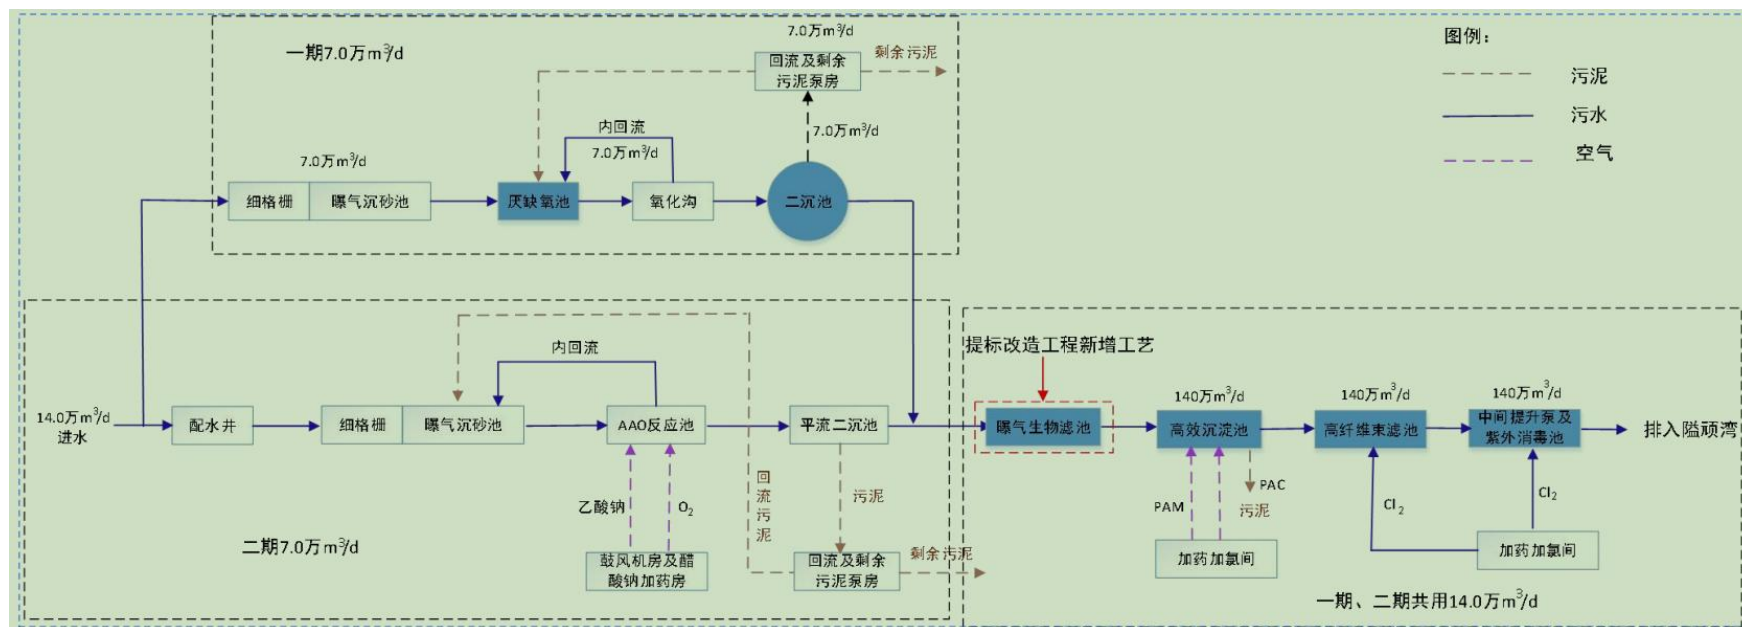 一期7.0万m³/d
7.0万m³/d
回流及剩余
污泥泵房
剩余污泥
7.0万m³/d
内回流
7.0万m³/d
7.0万m³/d
细格栅
曝气沉砂池
厌缺氧池
氧化沟
二沉池
图例：
污泥
污水
空气
14.0万m³/d
进水
配水井
细格栅
曝气沉砂池
内回流
AAO反应池
平流二沉池
乙酸钠
O₂
回流污泥
污泥
鼓风机房及醋
酸钠加药房
回流及剩余
污泥泵房
剩余污泥
二期7.0万m³/d
提标改造工程新增工艺
曝气生物滤池
140万m³/d
高效沉淀池
140万m³/d
高纤维束滤池
140万m³/d
中间提升泵及
紫外消毒池
排入隘顽湾
PAM
PAC
污泥
Cl₂
Cl₂
加药加氯间
加药加氯间
一期、二期共用14.0万m³/d